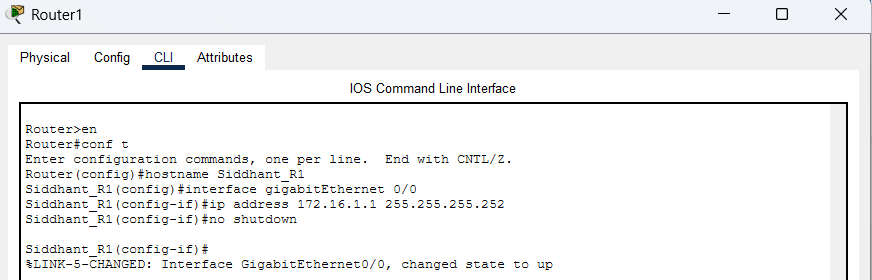 Router1
Physical Config CLI Attributes
IOS Command Line Interface
Router>en
Router#conf t
Enter configuration commands, one per line.  End with CNTL/Z.
Router(config)#hostname Siddhant_R1
Siddhant_R1(config)#interface gigabitEthernet 0/0
Siddhant_R1(config-if)#ip address 172.16.1.1 255.255.255.252
Siddhant_R1(config-if)#no shutdown
Siddhant_R1(config-if)#
%LINK-5-CHANGED: Interface GigabitEthernet0/0, changed state to up